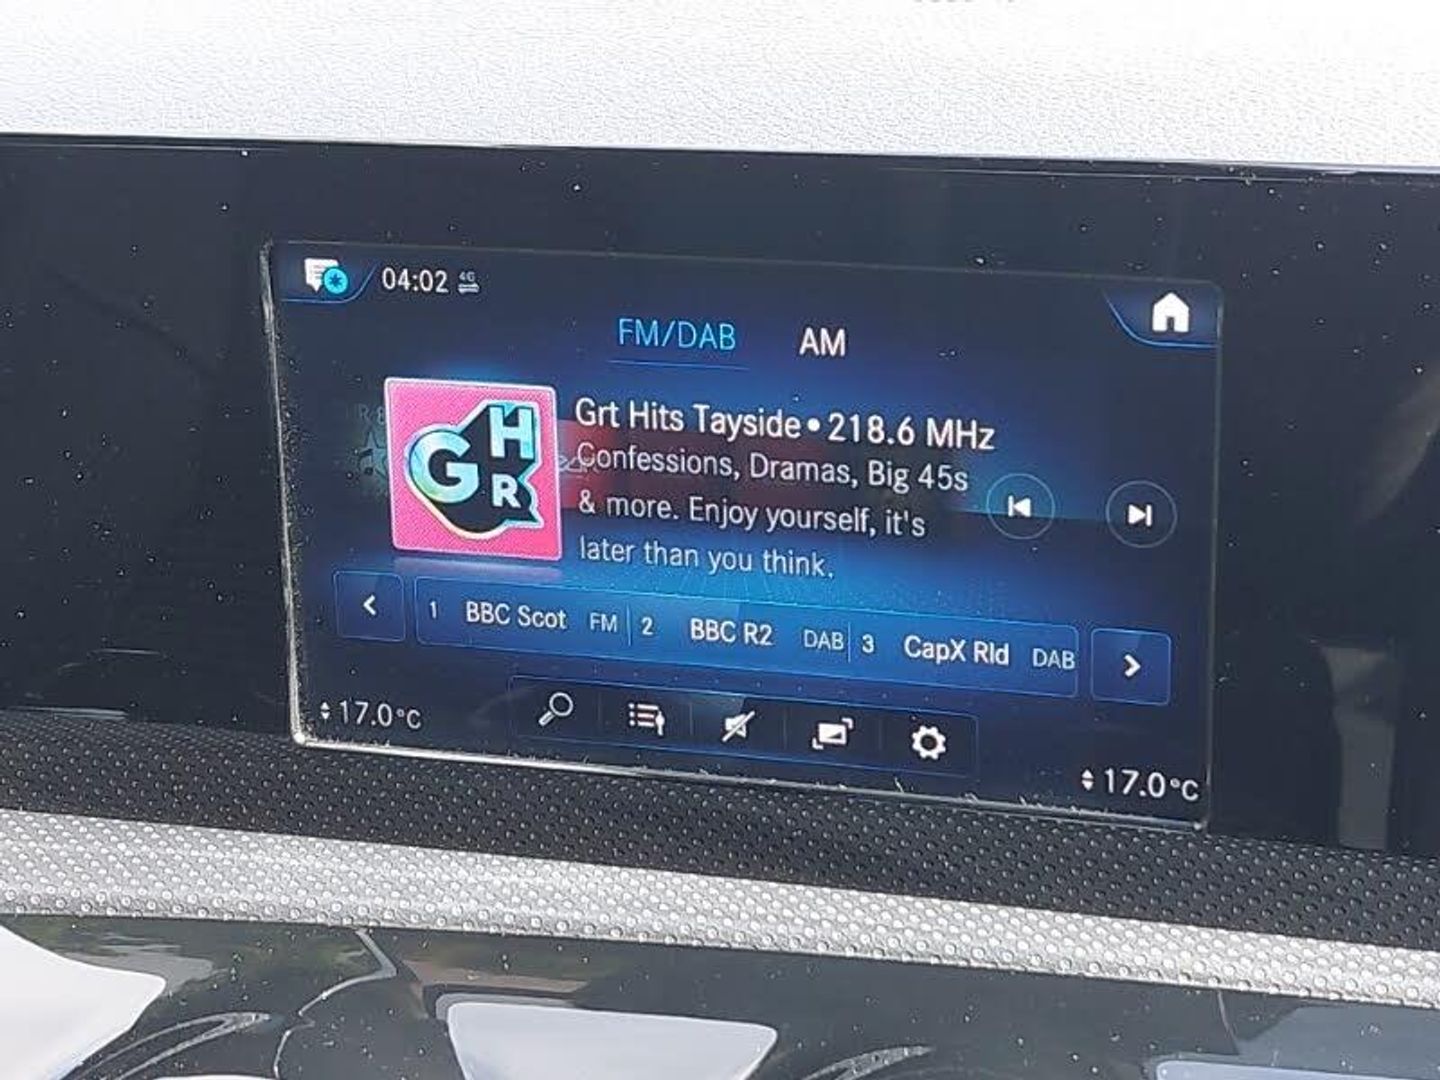 04:02 4G
FM/DAB AM
GHR
Grt Hits Tayside • 218.6 MHz
Confessions, Dramas, Big 45s
& more. Enjoy yourself, it's
later than you think.
1 BBC Scot FM 2 BBC R2 DAB 3 CapX Rld DAB
17.0°C
17.0°C